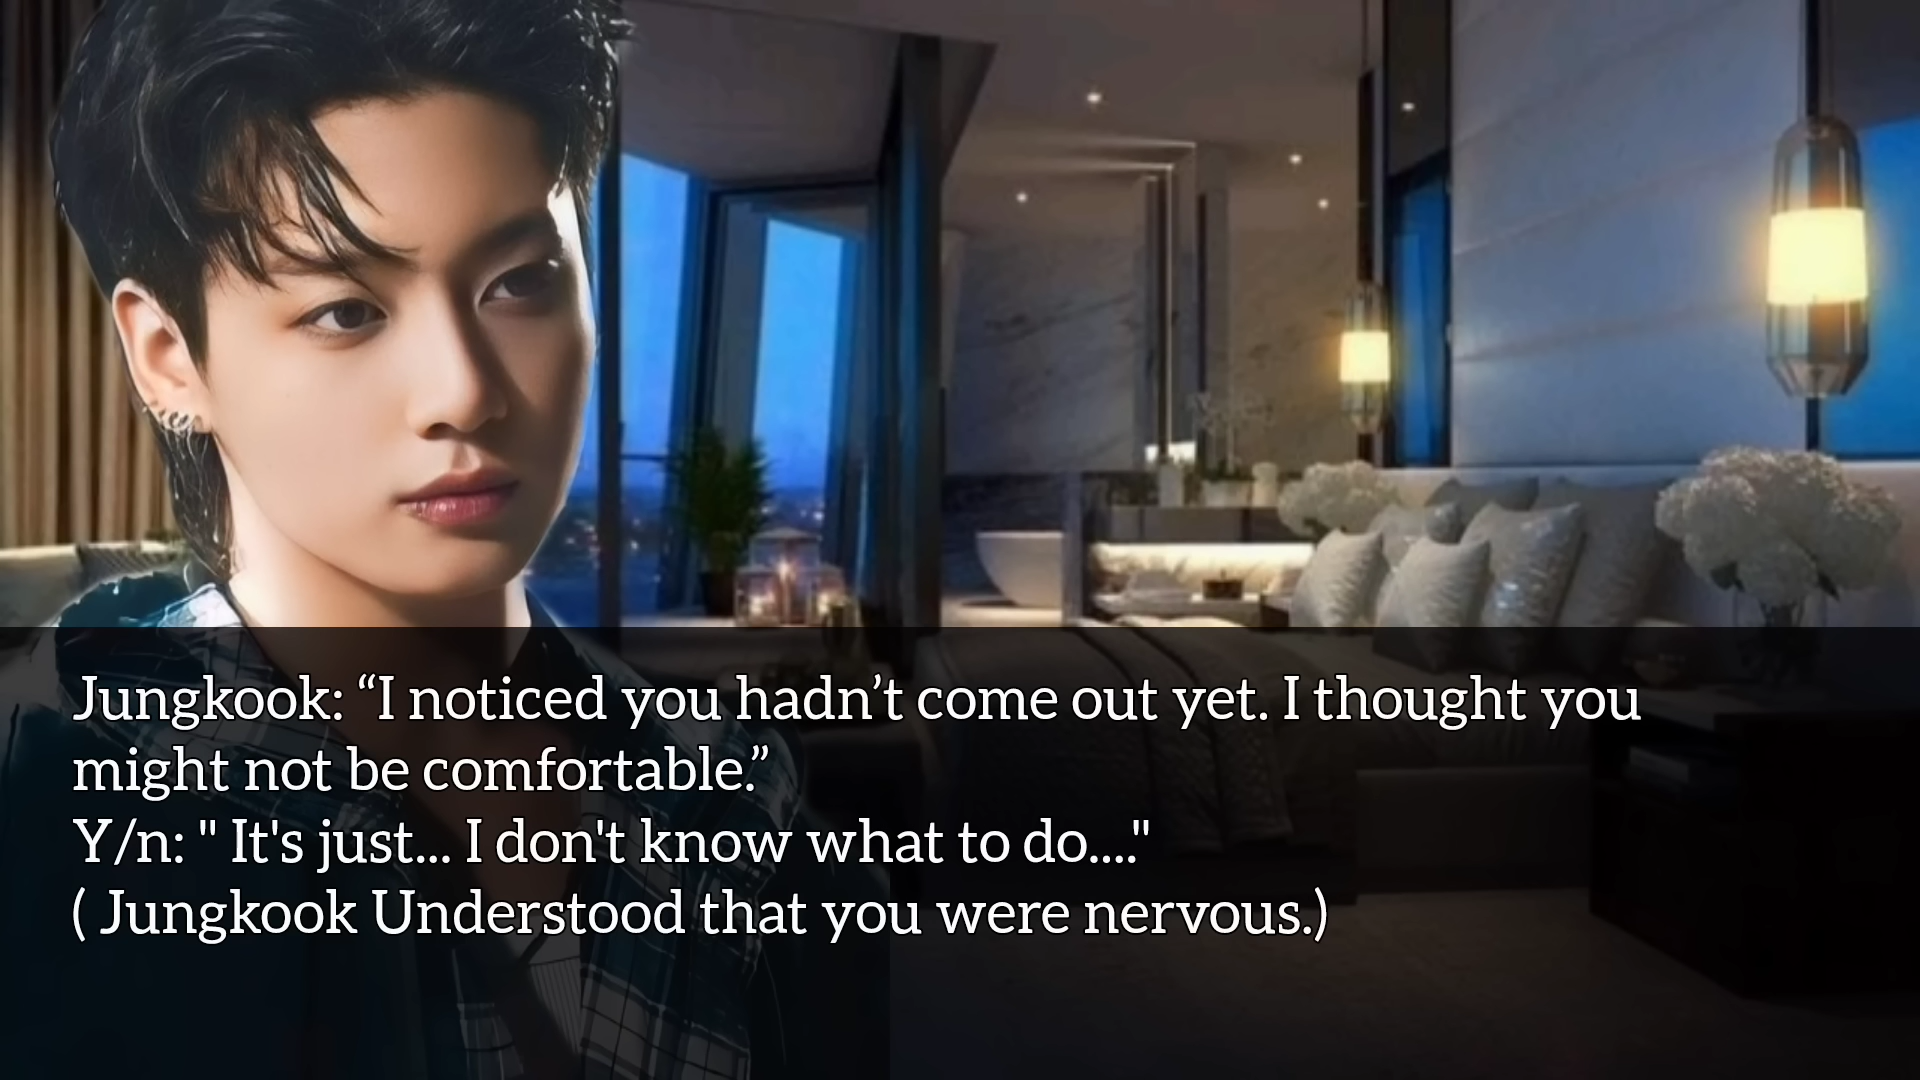 Jungkook: “I noticed you hadn’t come out yet. I thought you
might not be comfortable.”
Y/n: " It's just... I don't know what to do...."
( Jungkook Understood that you were nervous.)